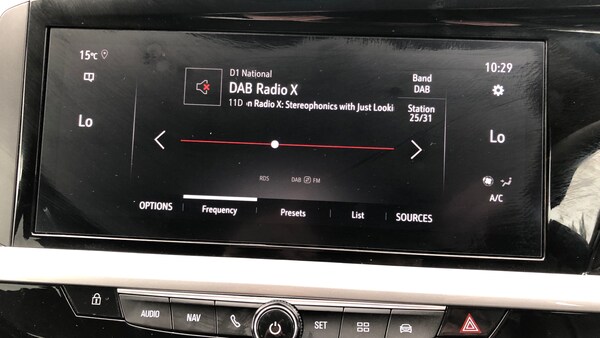 15°C
D1 National
DAB Radio X
11D on Radio X: Stereophonics with Just Looki
Band
DAB
Station
25/31
10:29
Lo
Lo
RDS
DAB FM
A/C
OPTIONS
Frequency
Presets
List
SOURCES
AUDIO
NAV
SET